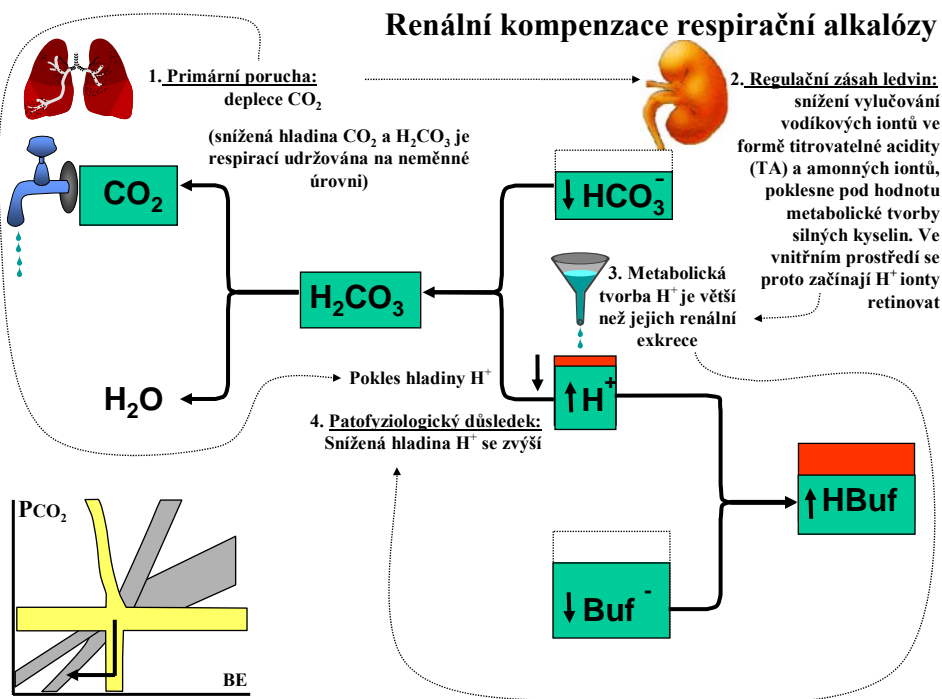 Renální kompenzace respirační alkalózy
1. Primární porucha:
deplece CO₂
(snížená hladina CO₂ a H₂CO₃ je
respirací udržována na neměnné
úrovni)
2. Regulační zásah ledvin:
snížení vylučování
vodíkových iontů ve
formě titrovatelné acidity
(TA) a amonných iontů,
poklesne pod hodnotu
metabolické tvorby
silných kyselin. Ve
vnitřním prostředí se
proto začínají H⁺ ionty
retinovat
CO₂
↓ HCO₃⁻
H₂CO₃
3. Metabolická
tvorba H⁺ je větší
než jejich renální
exkrece
H₂O
Pokles hladiny H⁺
↓
↑ H⁺
4. Patofyziologický důsledek:
Snížená hladina H⁺ se zvýší
↑ HBuf
↓ Buf⁻
PCO₂
BE